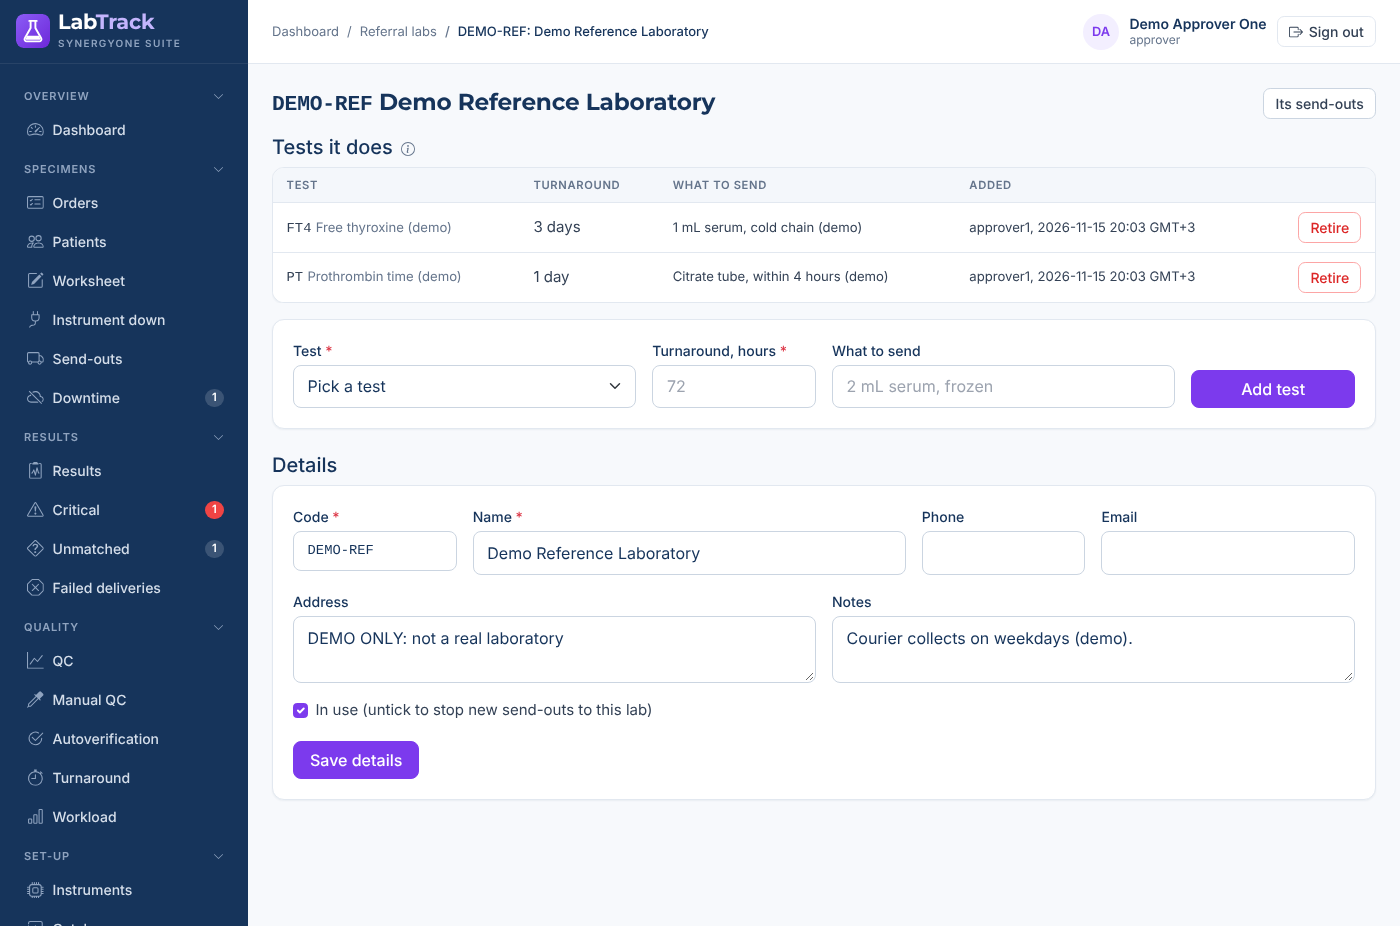 LabTrack
SYNERGYONE SUITE
OVERVIEW
Dashboard
SPECIMENS
Orders
Patients
Worksheet
Instrument down
Send-outs
Downtime 1
RESULTS
Results
Critical 1
Unmatched 1
Failed deliveries
QUALITY
QC
Manual QC
Autoverification
Turnaround
Workload
SET-UP
Instruments
Dashboard / Referral labs / DEMO-REF: Demo Reference Laboratory
DA Demo Approver One
approver
Sign out
DEMO-REF Demo Reference Laboratory
Its send-outs
Tests it does
TEST TURNAROUND WHAT TO SEND ADDED
FT4 Free thyroxine (demo) 3 days 1 mL serum, cold chain (demo) approver1, 2026-11-15 20:03 GMT+3 Retire
PT Prothrombin time (demo) 1 day Citrate tube, within 4 hours (demo) approver1, 2026-11-15 20:03 GMT+3 Retire
Test * Turnaround, hours * What to send
Pick a test 72 2 mL serum, frozen Add test
Details
Code * Name * Phone Email
DEMO-REF Demo Reference Laboratory
Address Notes
DEMO ONLY: not a real laboratory Courier collects on weekdays (demo).
In use (untick to stop new send-outs to this lab)
Save details